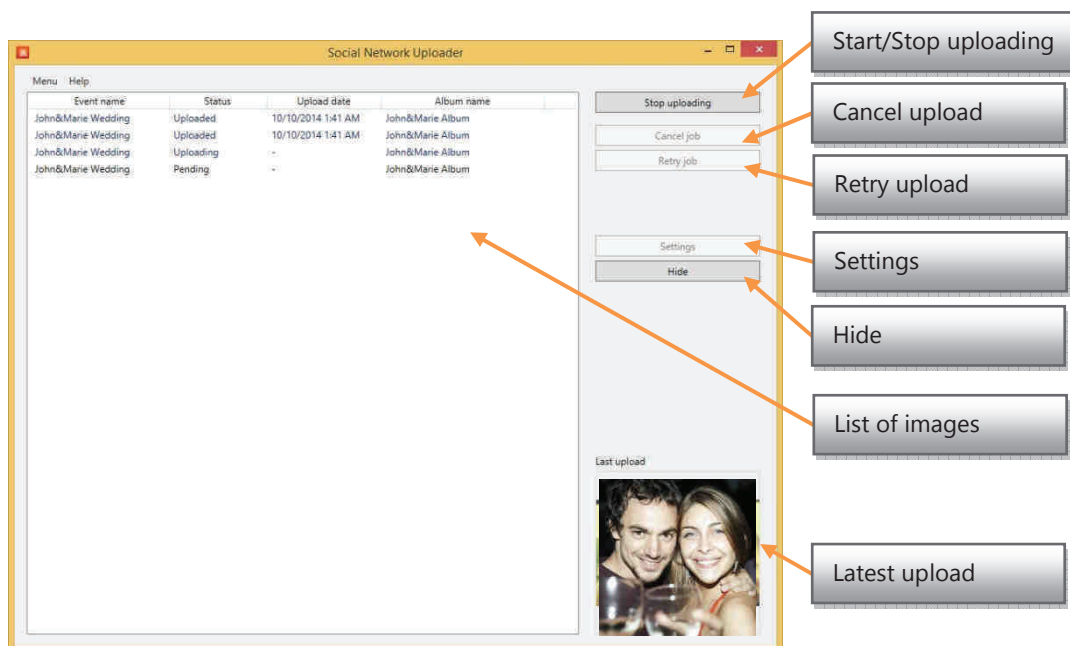 Social Network Uploader
Menu Help
Event name Status Upload date Album name
John&Marie Wedding Uploaded 10/10/2014 1:41 AM John&Marie Album
John&Marie Wedding Uploaded 10/10/2014 1:41 AM John&Marie Album
John&Marie Wedding Uploading - John&Marie Album
John&Marie Wedding Pending - John&Marie Album
Stop uploading
Cancel job
Retry job
Settings
Hide
Last upload
Start/Stop uploading
Cancel upload
Retry upload
Settings
Hide
List of images
Latest upload